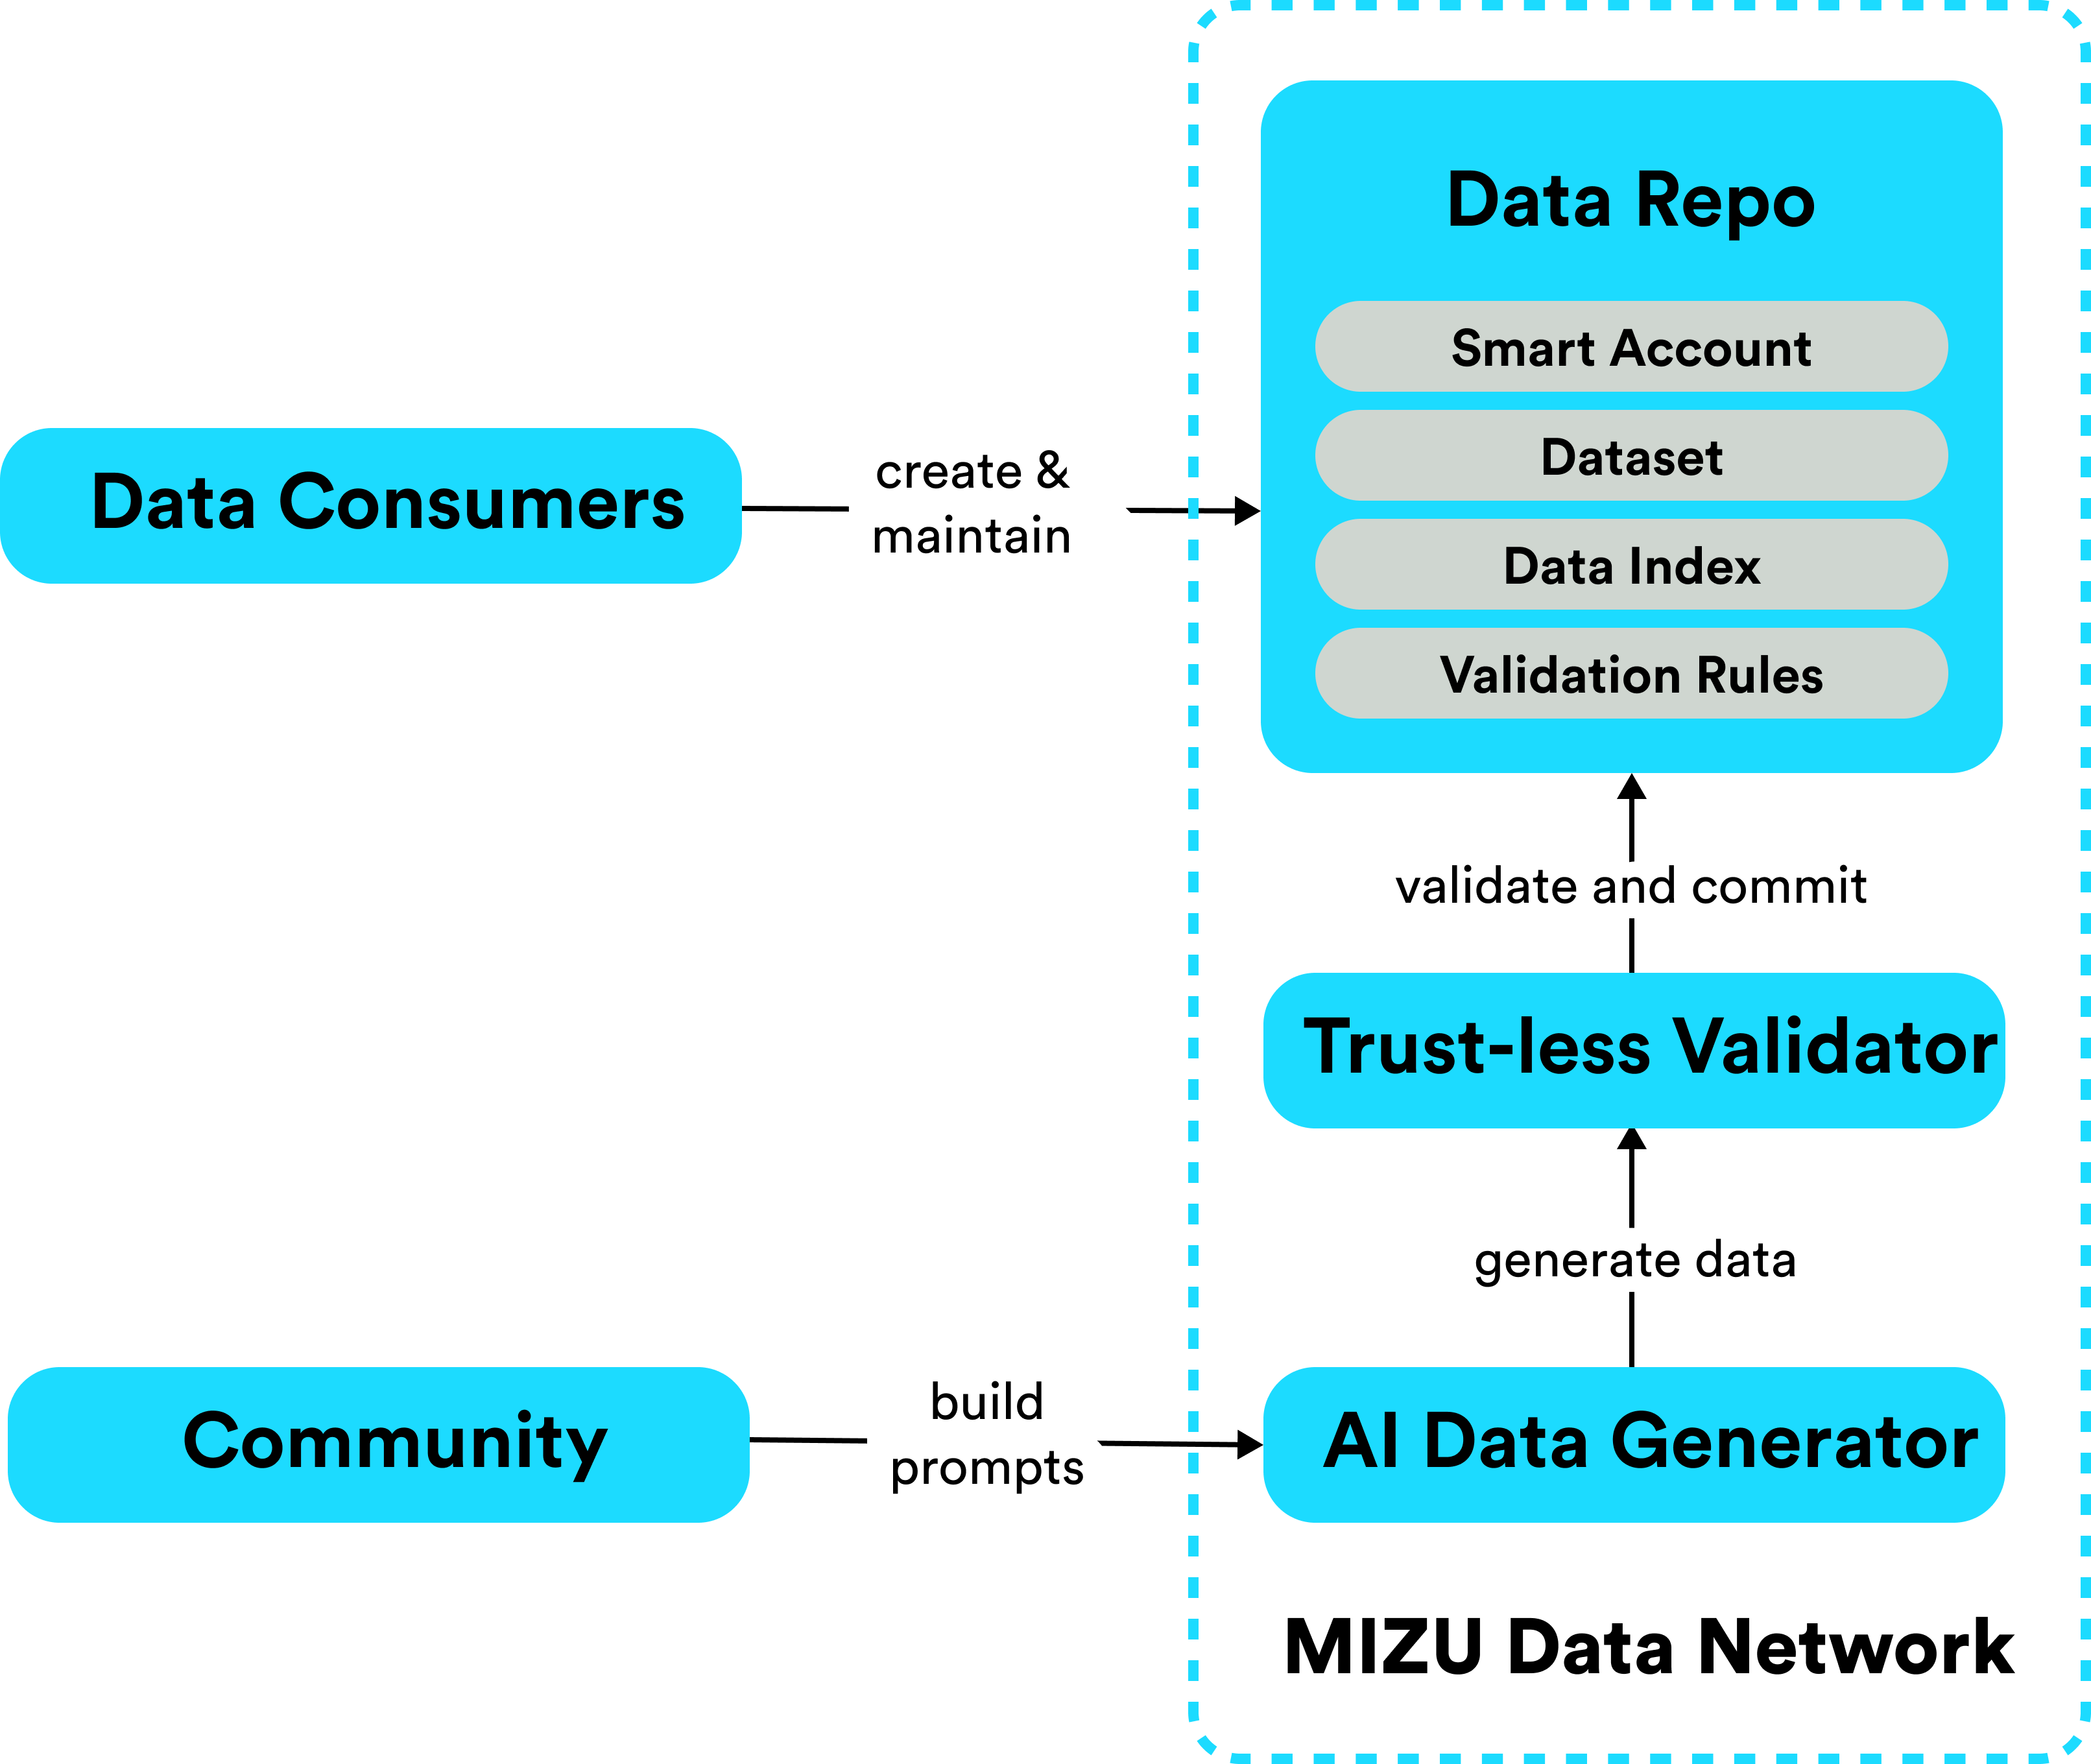 Data Repo
Smart Account
Dataset
Data Index
Validation Rules
Data Consumers
create &
maintain
validate and commit
Trust-less Validator
generate data
Community
build
prompts
AI Data Generator
MIZU Data Network